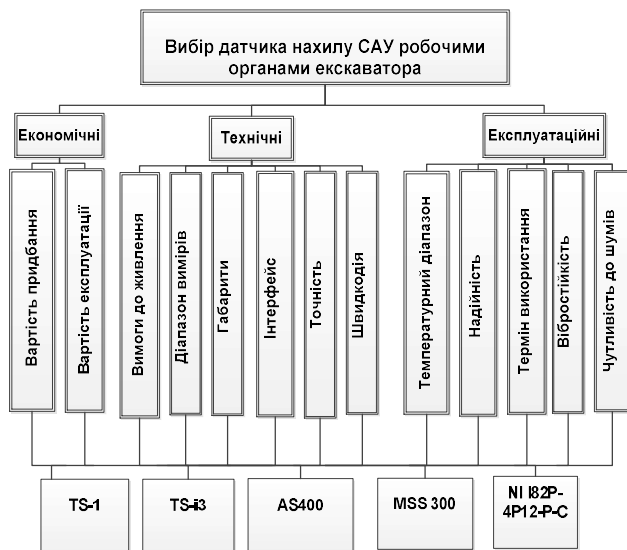 Вибір датчика нахилу САУ робочими
органами екскаватора
Економічні
Технічні
Експлуатаційні
Вартість придбання
Вартість експлуатації
Вимоги до живлення
Діапазон вимірів
Габарити
Інтерфейс
Точність
Швидкодія
Температурний діапазон
Надійність
Термін використання
Вібростійкість
Чутливість до шумів
TS-1
TS-i3
AS400
MSS 300
NI I82P-
4P12-P-C